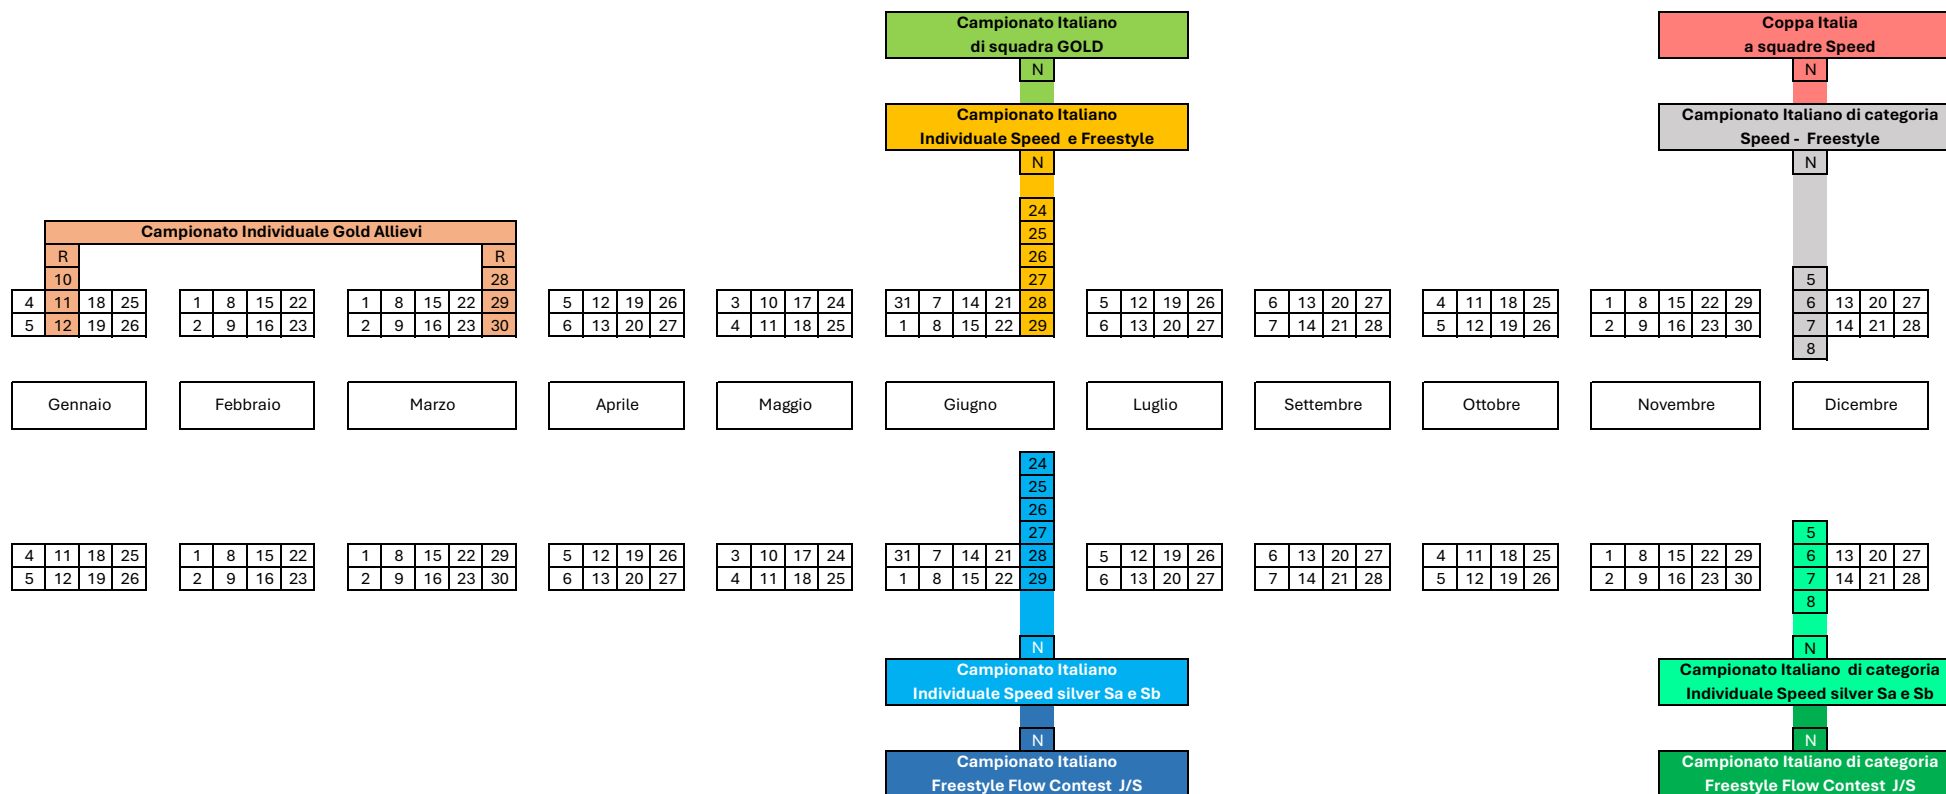 Campionato Italiano
di squadra GOLD
N
Coppa Italia
a squadre Speed
N
Campionato Italiano
Individuale Speed e Freestyle
N
Campionato Italiano di categoria
Speed - Freestyle
N
24
25
26
27
Campionato Individuale Gold Allievi
R R
10 28
5
4 11 18 25 1 8 15 22 1 8 15 22 29 5 12 19 26 3 10 17 24 31 7 14 21 28 5 12 19 26 6 13 20 27 4 11 18 25 1 8 15 22 29 6 13 20 27
5 12 19 26 2 9 16 23 2 9 16 23 30 6 13 20 27 4 11 18 25 1 8 15 22 29 6 13 20 27 7 14 21 28 5 12 19 26 2 9 16 23 30 7 14 21 28
8
Gennaio Febbraio Marzo Aprile Maggio Giugno Luglio Settembre Ottobre Novembre Dicembre
24
25
26
27
5
4 11 18 25 1 8 15 22 1 8 15 22 29 5 12 19 26 3 10 17 24 31 7 14 21 28 5 12 19 26 6 13 20 27 4 11 18 25 1 8 15 22 29 6 13 20 27
5 12 19 26 2 9 16 23 2 9 16 23 30 6 13 20 27 4 11 18 25 1 8 15 22 29 6 13 20 27 7 14 21 28 5 12 19 26 2 9 16 23 30 7 14 21 28
8
N
Campionato Italiano
Individuale Speed silver Sa e Sb
N
Campionato Italiano di categoria
Individuale Speed silver Sa e Sb
N
Campionato Italiano
Freestyle Flow Contest J/S
N
Campionato Italiano di categoria
Freestyle Flow Contest J/S